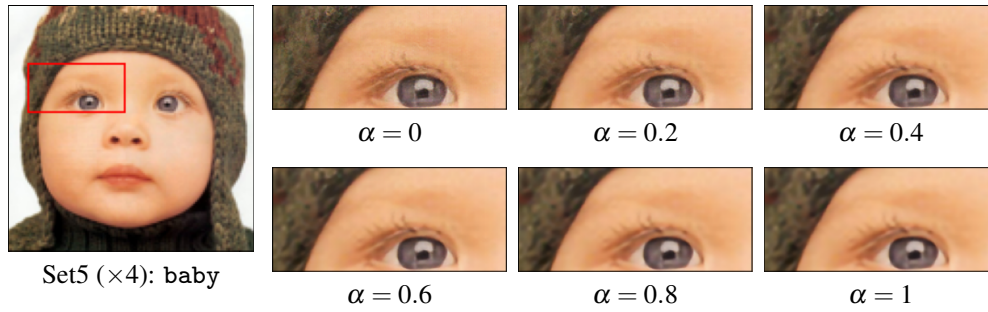 α = 0
α = 0.2
α = 0.4
Set5 (×4): baby
α = 0.6
α = 0.8
α = 1